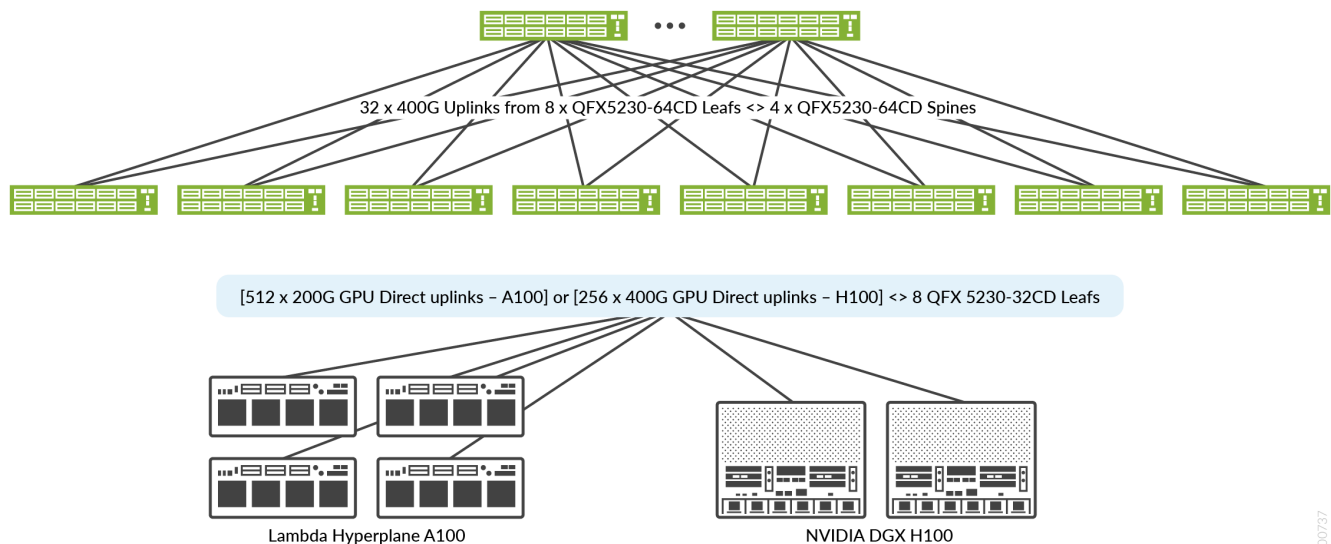 32 x 400G Uplinks from 8 x QFX5230-64CD Leafs <> 4 x QFX5230-64CD Spines
[512 x 200G GPU Direct uplinks – A100] or [256 x 400G GPU Direct uplinks – H100] <> 8 QFX 5230-32CD Leafs
Lambda Hyperplane A100
NVIDIA DGX H100